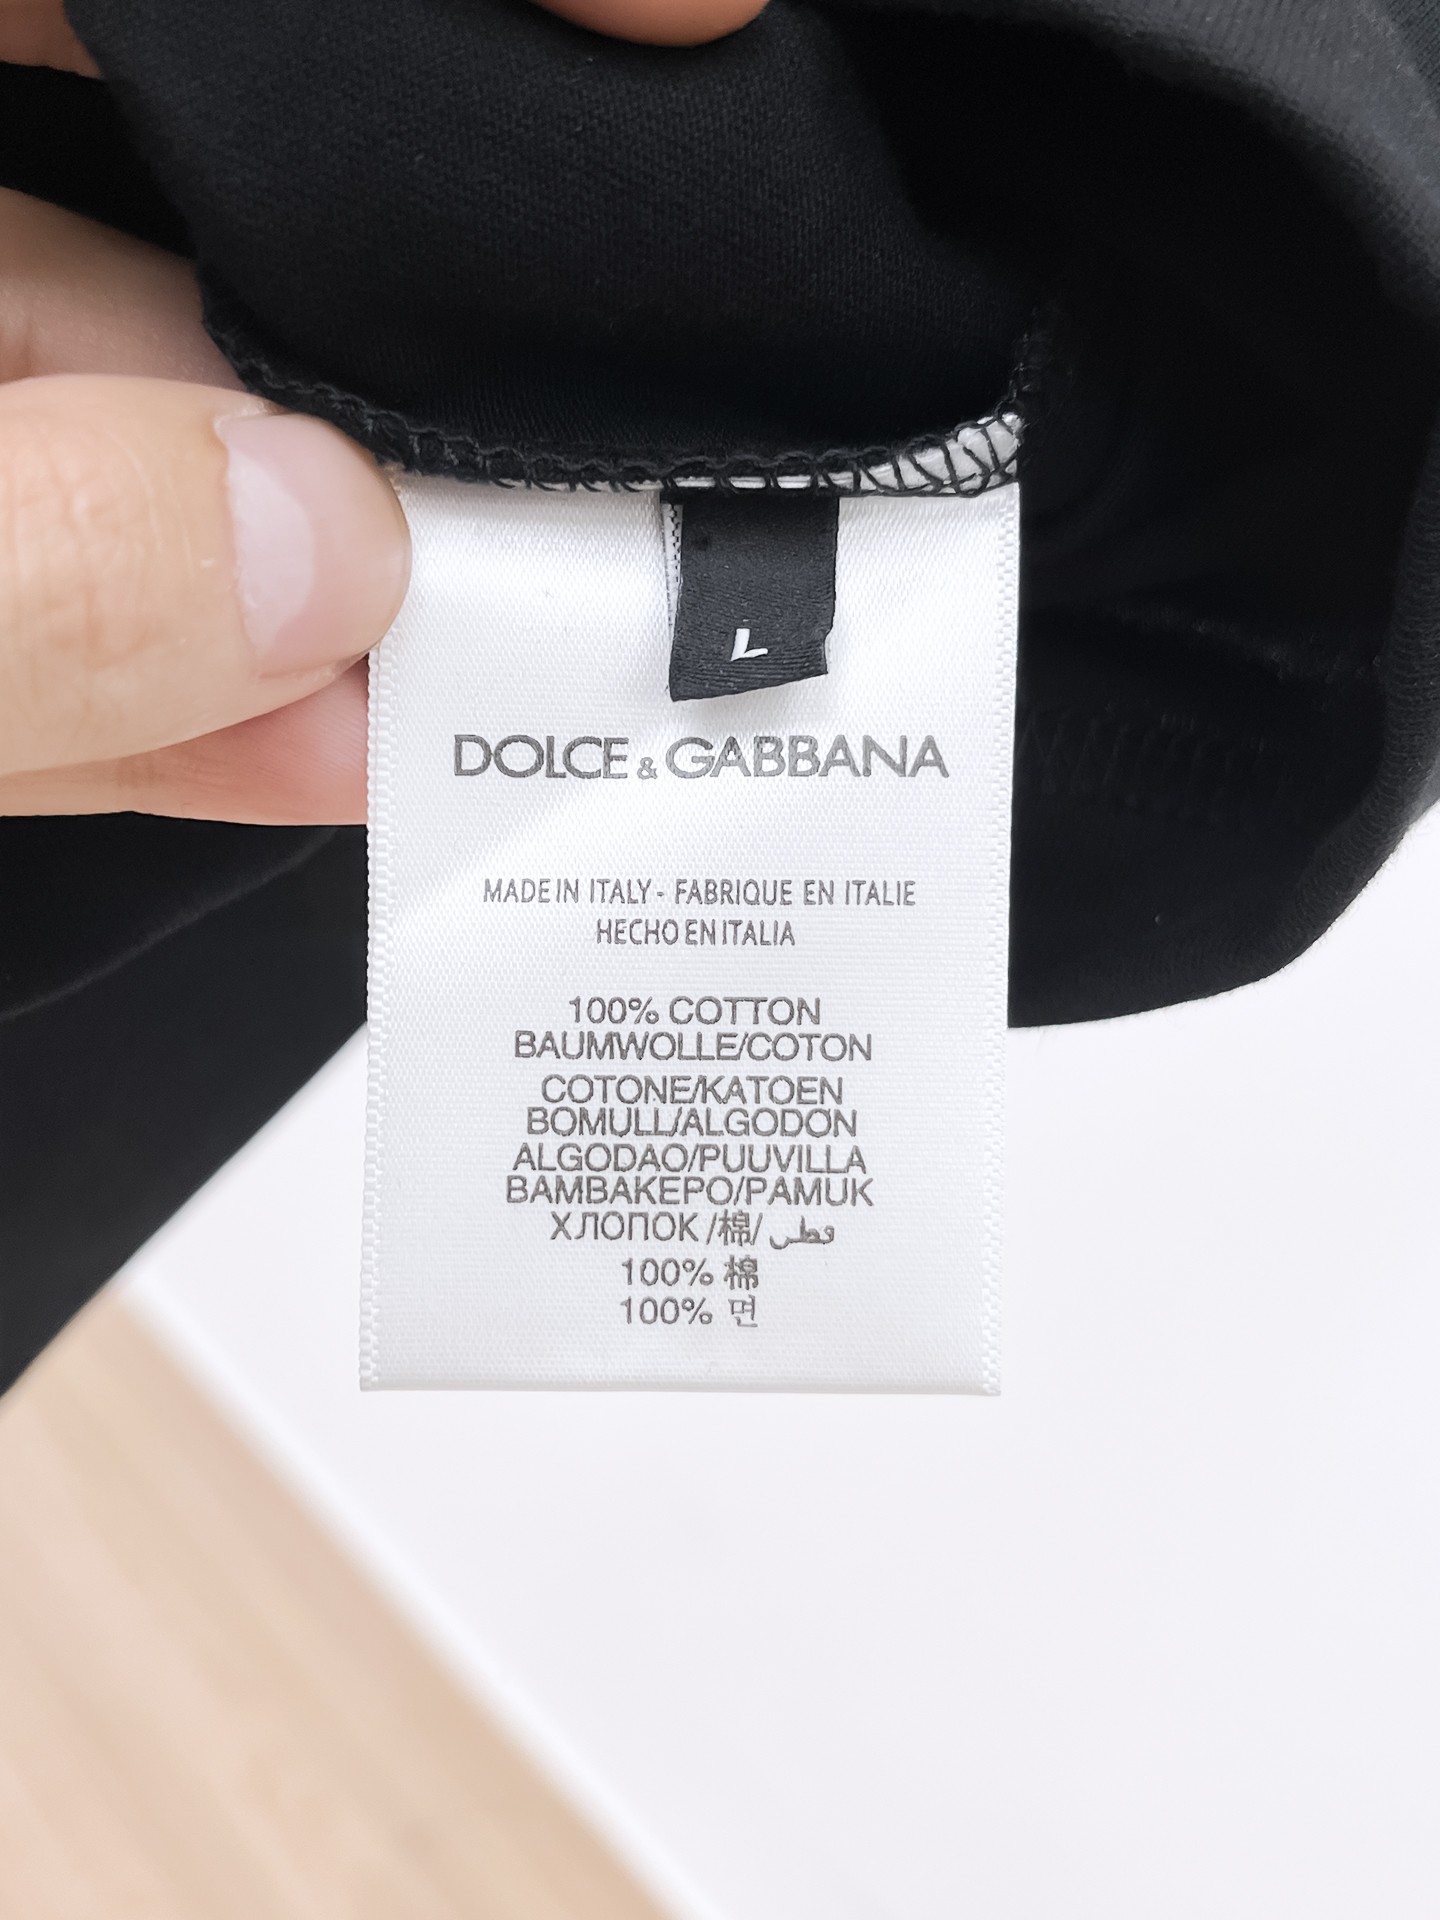 L
DOLCE & GABBANA
MADE IN ITALY - FABRIQUE EN ITALIE
HECHO EN ITALIA
100% COTTON
BAUMWOLLE/COTON
COTONE/KATOEN
BOMULL/ALGODÓN
ALGODAO/PUUVILLA
BAMBAKEPO/PAMUK
ХЛОПОК /棉/ قطن
100% 棉
100% 면